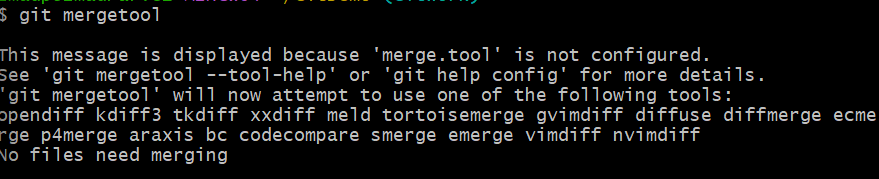 $ git mergetool
This message is displayed because 'merge.tool' is not configured.
See 'git mergetool --tool-help' or 'git help config' for more details.
'git mergetool' will now attempt to use one of the following tools:
opendiff kdiff3 tkdiff xxdiff meld tortoisemerge gvimdiff diffuse diffmerge ecme
rge p4merge araxis bc codecompare smerge emerge vimdiff nvimdiff
No files need merging